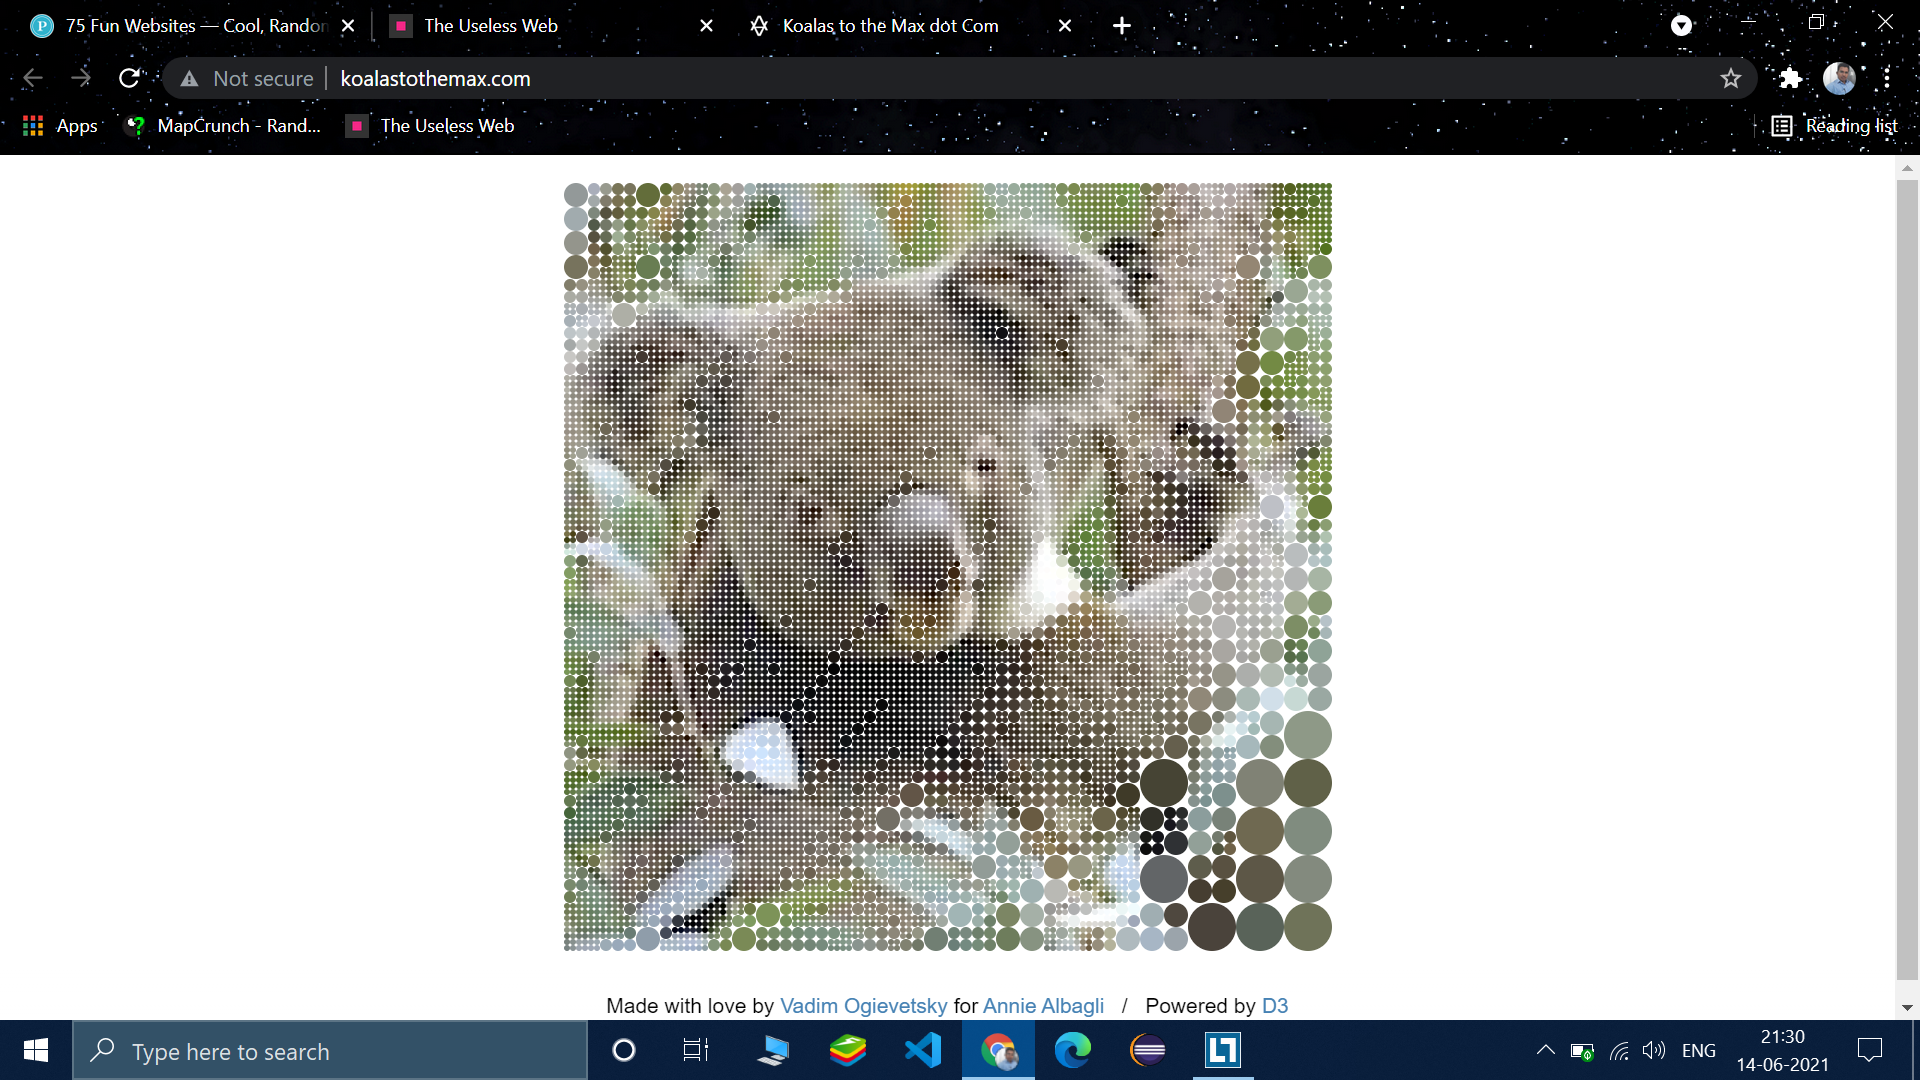 75 Fun Websites — Cool, Randon
The Useless Web
Koalas to the Max dot Com
Not secure
koalastothemax.com
Apps
MapCrunch - Rand...
The Useless Web
Reading list
Made with love by Vadim Ogievetsky for Annie Albagli / Powered by D3
Type here to search
ENG
21:30
14-06-2021